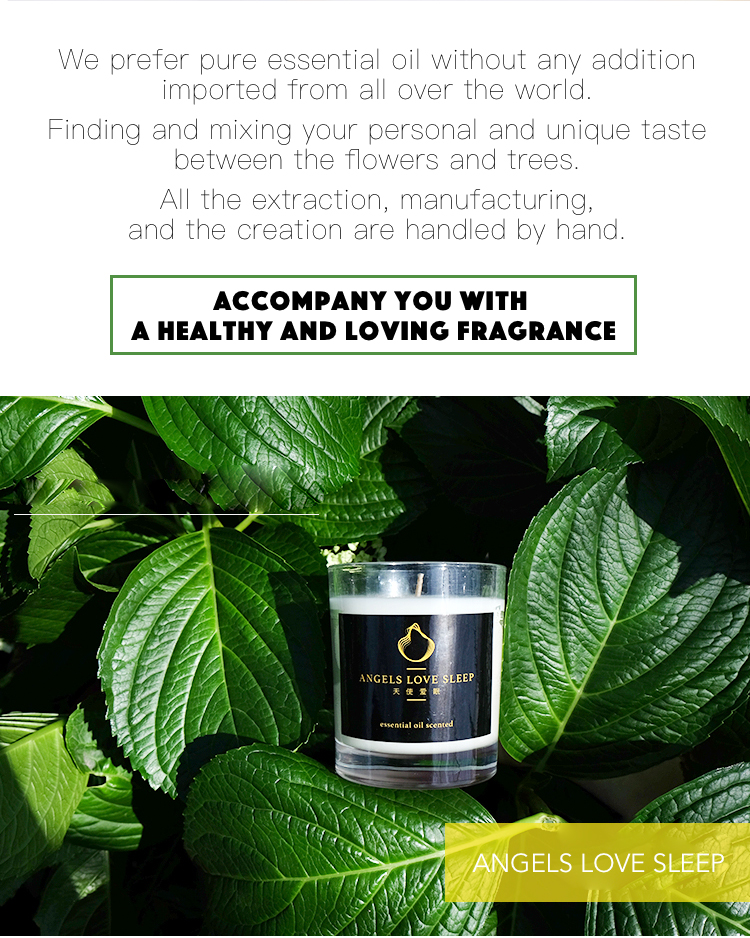 We prefer pure essential oil without any addition
imported from all over the world.
Finding and mixing your personal and unique taste
between the flowers and trees.
All the extraction, manufacturing,
and the creation are handled by hand.
ACCOMPANY YOU WITH
A HEALTHY AND LOVING FRAGRANCE
ANGELS LOVE SLEEP
天使爱眠
essential oil scented
ANGELS LOVE SLEEP